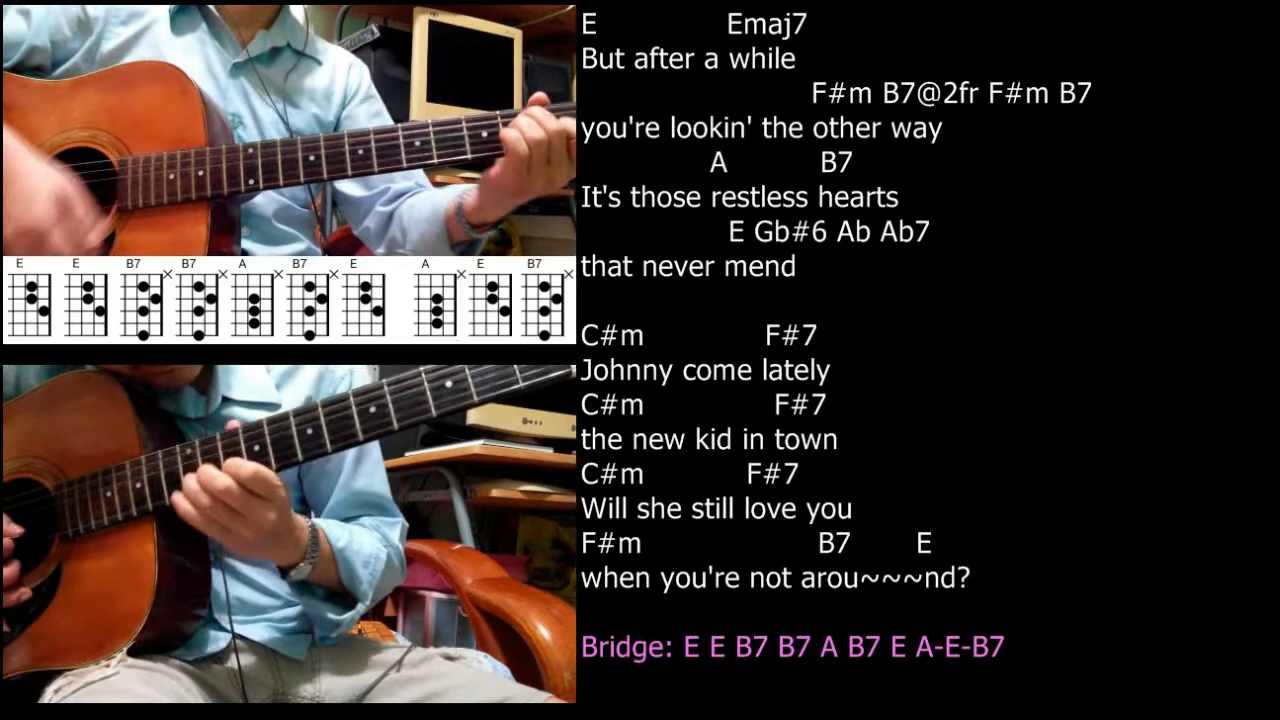 E Emaj7
But after a while
F#m B7@2fr F#m B7
you're lookin' the other way
A B7
It's those restless hearts
E Gb#6 Ab Ab7
that never mend
C#m F#7
Johnny come lately
C#m F#7
the new kid in town
C#m F#7
Will she still love you
F#m B7 E
when you're not arou~~~nd?
Bridge: E E B7 B7 A B7 E A-E-B7
E E B7 B7 A B7 E A E B7